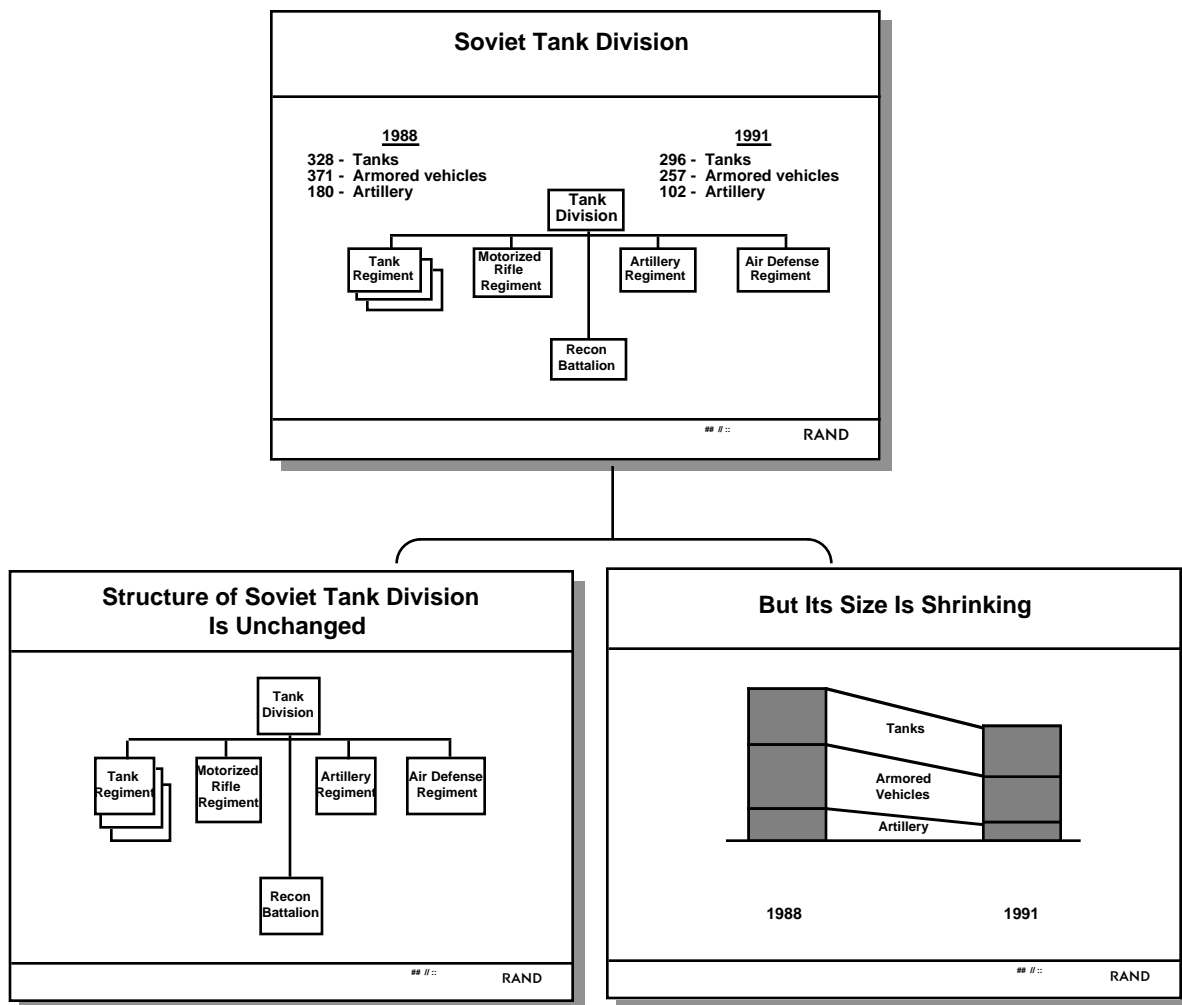 Soviet Tank Division
1988
328 - Tanks
371 - Armored vehicles
180 - Artillery
1991
296 - Tanks
257 - Armored vehicles
102 - Artillery
Tank
Division
Tank
Regiment
Motorized
Rifle
Regiment
Artillery
Regiment
Air Defense
Regiment
Recon
Battalion
## // ::
RAND
Structure of Soviet Tank Division
Is Unchanged
Tank
Division
Tank
Regiment
Motorized
Rifle
Regiment
Artillery
Regiment
Air Defense
Regiment
Recon
Battalion
## // ::
RAND
But Its Size Is Shrinking
Tanks
Armored
Vehicles
Artillery
1988
1991
## // ::
RAND